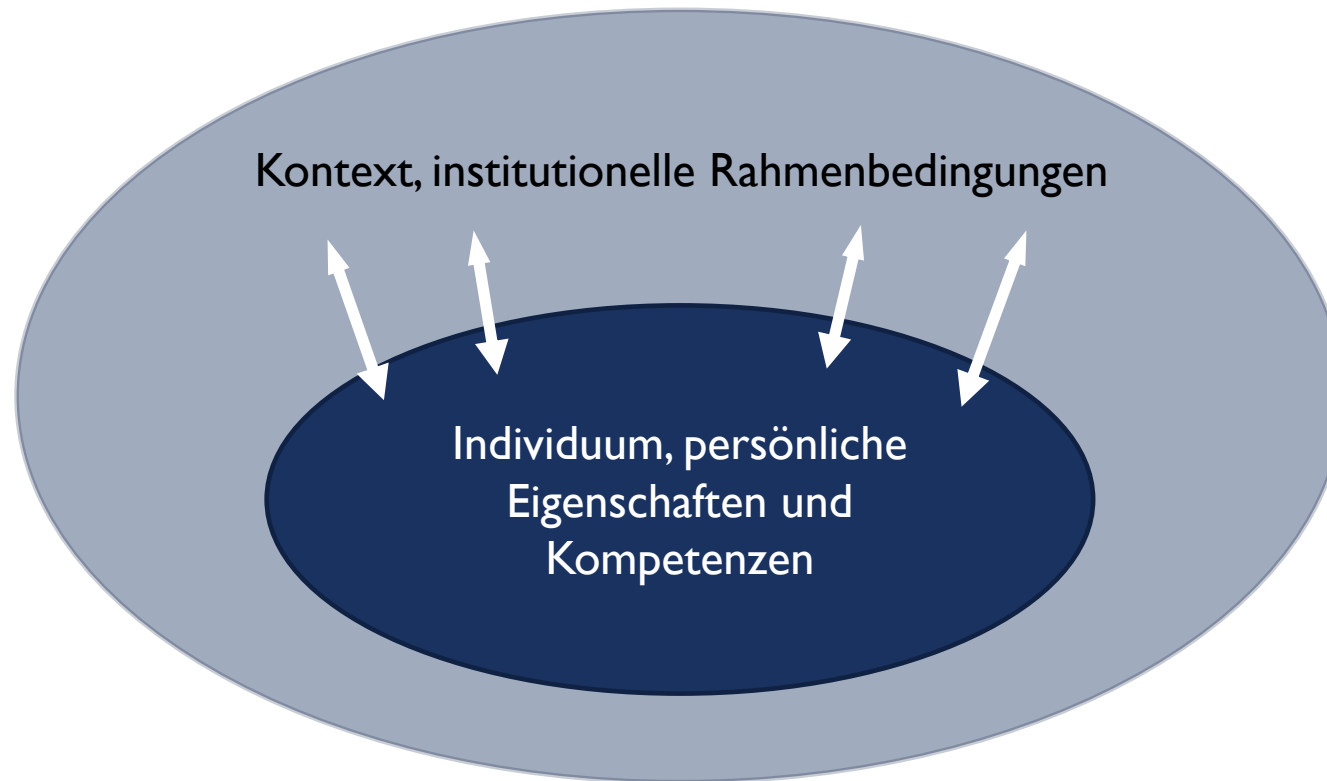 Kontext, institutionelle Rahmenbedingungen
Individuum, persönliche
Eigenschaften und
Kompetenzen